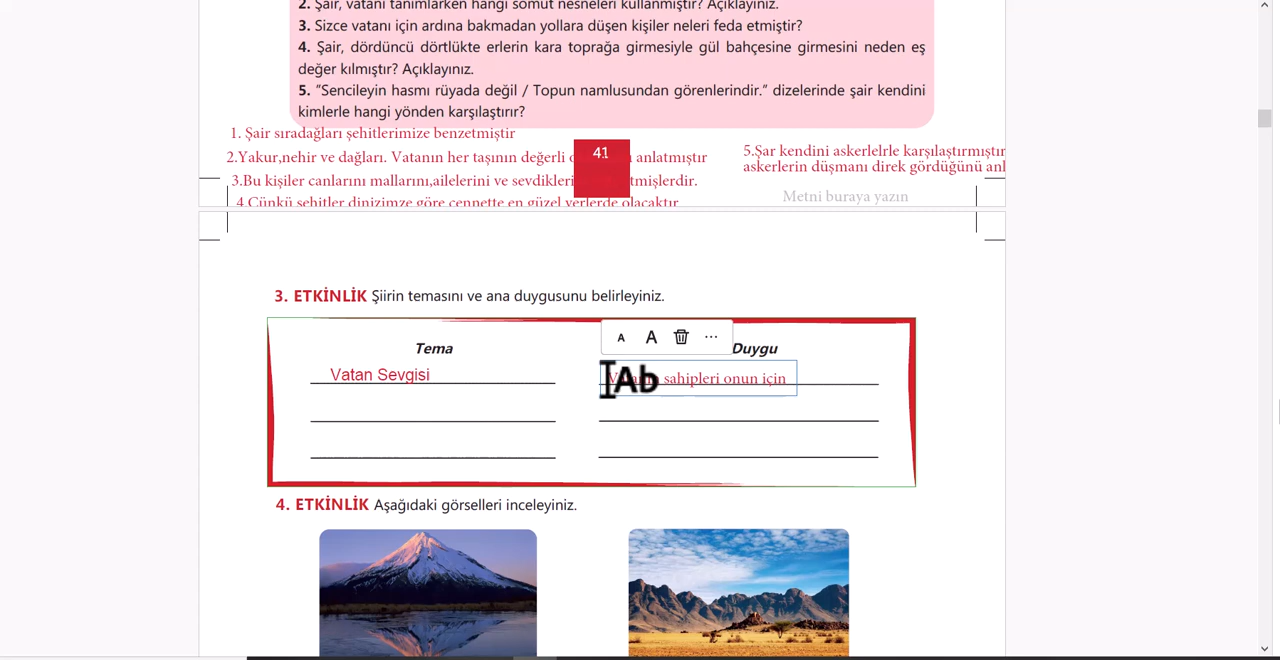 2. Şair, vatanı tanımlarken hangi somut nesneleri kullanmıştır? Açıklayınız.
3. Sizce vatanı için ardına bakmadan yollara düşen kişiler neleri feda etmiştir?
4. Şair, dördüncü dörtlükte erlerin kara toprağa girmesiyle gül bahçesine girmesini neden eş
değer kılmıştır? Açıklayınız.
5. “Sencileyin hasmı rüyada değil / Topun namlusundan görenlerindir.” dizelerinde şair kendini
kimlerle hangi yönden karşılaştırır?
1. Şair sıradağları şehitlerimize benzetmiştir
2.Yakur,nehir ve dağları. Vatanın her taşının değerli anlatmıştır
3.Bu kişiler canlarını mallarını,ailelerini ve
4.Çünkü şehitler dinizimze göre cennette en güzel yerlerde olacaktır
41
5.Şar kendini askerlelrle karşılaştırmıştır
askerlerin düşmanı direk gördüğünü
Metni buraya yazın
3. ETKİNLİK Şiirin temasını ve ana duygusunu belirleyiniz.
Tema
Duygu
A A ...
Vatan Sevgisi
sahipleri onun için
Ab
4. ETKİNLİK Aşağıdaki görselleri inceleyiniz.